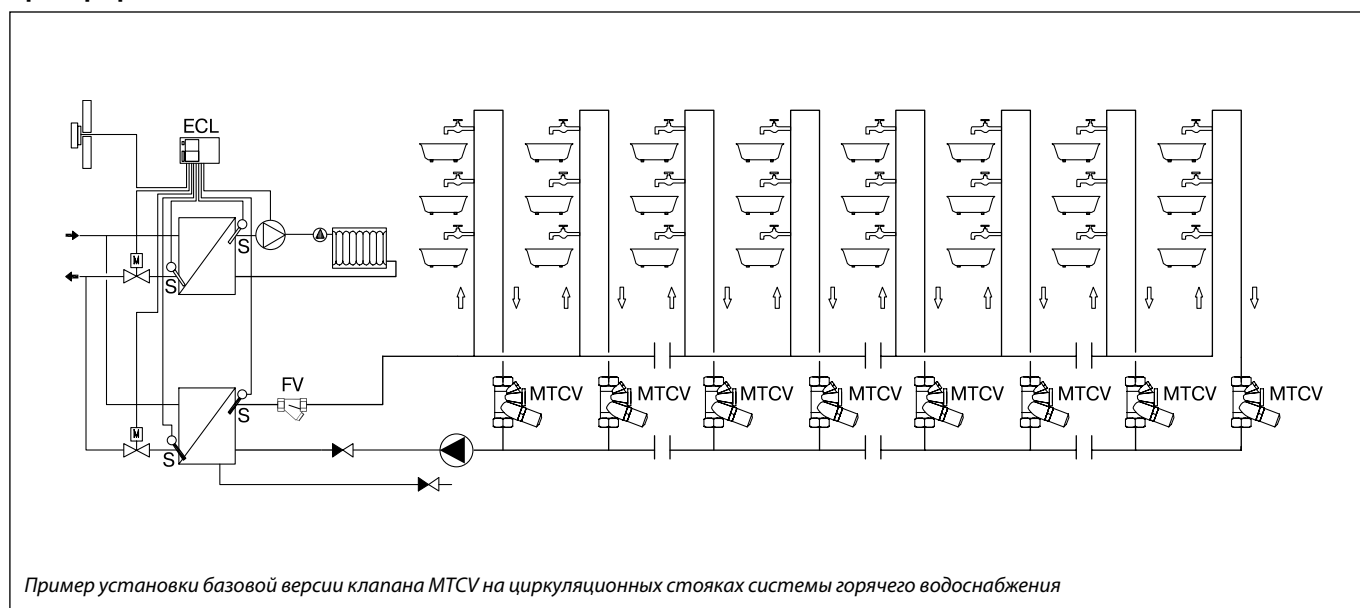 ECL
M
S
S
M
S
S
FV
MTCV MTCV MTCV MTCV MTCV MTCV MTCV MTCV
Пример установки базовой версии клапана MTCV на циркуляционных стояках системы горячего водоснабжения